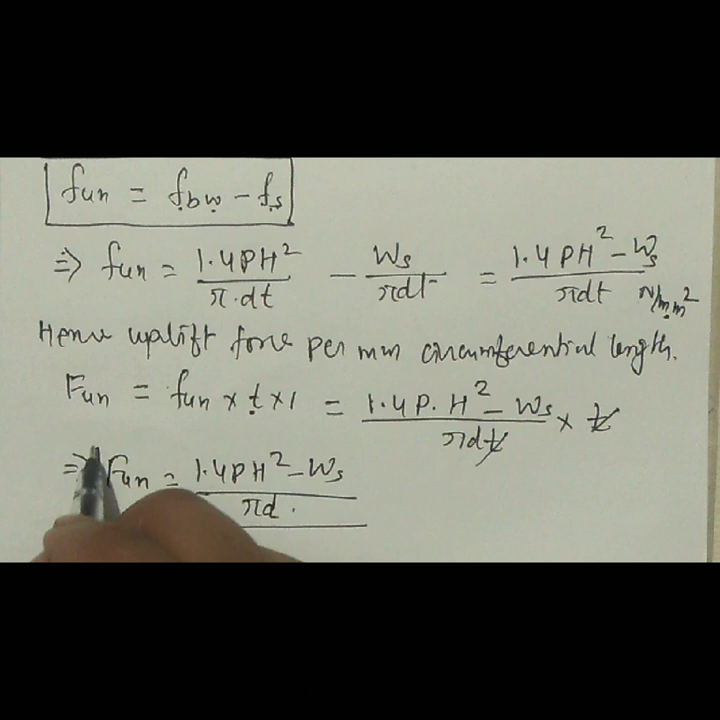 fun = fbw - fs
⇒ fun = 1.4PH²/π.dt - Ws/πdt = 1.4PH² - Ws/πdt N/mm²
Hence uplift force per mm circumferential length.
Fun = fun × t × 1 = 1.4P.H² - Ws/πdt × t
⇒ Fun = 1.4PH² - Ws/πd.